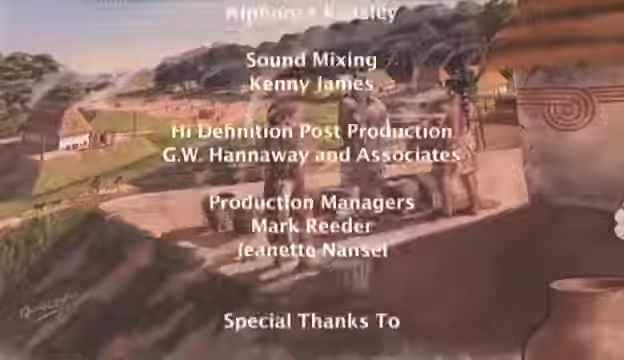 Sound Mixing
Kenny James
Hi Definition Post Production
G.W. Hannaway and Associates
Production Managers
Mark Reeder
Jeanette Nansel
Special Thanks To